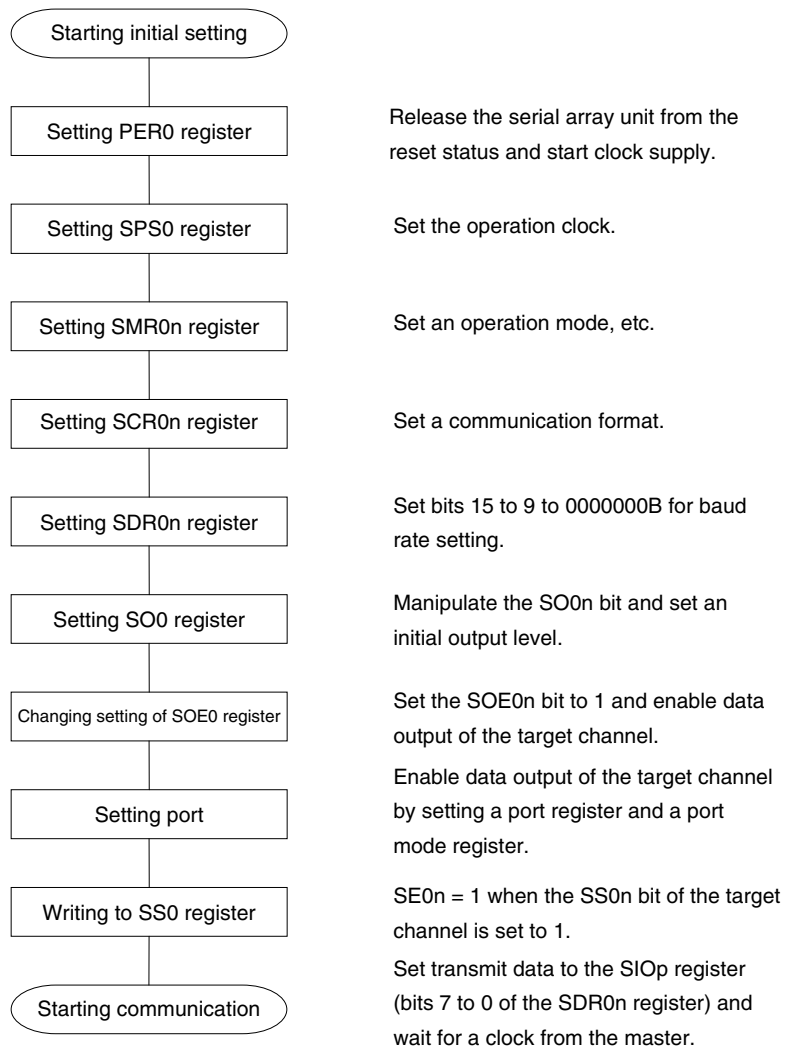 Starting initial setting
Setting PER0 register
Release the serial array unit from the
reset status and start clock supply.
Setting SPS0 register
Set the operation clock.
Setting SMR0n register
Set an operation mode, etc.
Setting SCR0n register
Set a communication format.
Setting SDR0n register
Set bits 15 to 9 to 0000000B for baud
rate setting.
Setting SO0 register
Manipulate the SO0n bit and set an
initial output level.
Changing setting of SOE0 register
Set the SOE0n bit to 1 and enable data
output of the target channel.
Setting port
Enable data output of the target channel
by setting a port register and a port
mode register.
Writing to SS0 register
SE0n = 1 when the SS0n bit of the target
channel is set to 1.
Starting communication
Set transmit data to the SIOp register
(bits 7 to 0 of the SDR0n register) and
wait for a clock from the master.